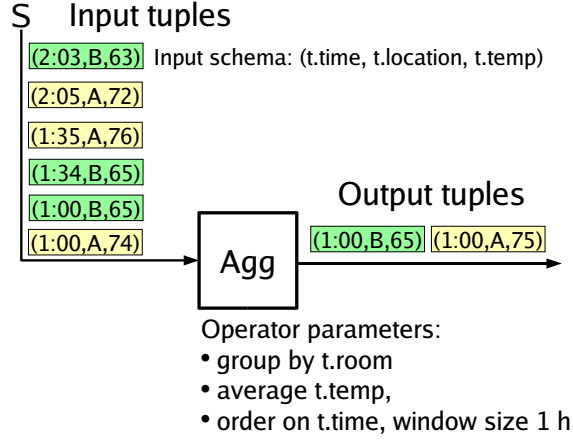 S Input tuples
(2:03,B,63) Input schema: (t.time, t.location, t.temp)
(2:05,A,72)
(1:35,A,76)
(1:34,B,65)
(1:00,B,65)
(1:00,A,74)
Output tuples
(1:00,B,65) (1:00,A,75)
Agg
Operator parameters:
• group by t.room
• average t.temp,
• order on t.time, window size 1 h